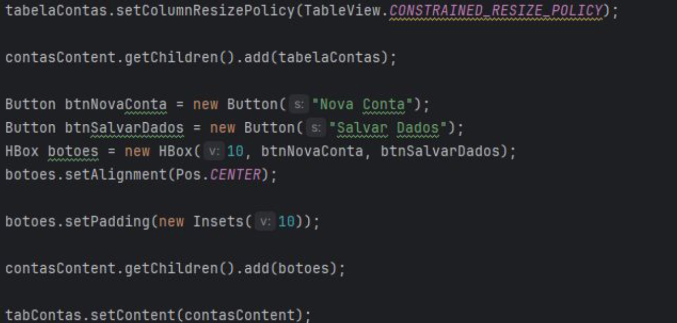 tabelaContas.setColumnResizePolicy(TableView.CONSTRAINED_RESIZE_POLICY);
contasContent.getChildren().add(tabelaContas);
Button btnNovaConta = new Button( s: "Nova Conta");
Button btnSalvarDados = new Button( s: "Salvar Dados");
HBox botoes = new HBox( v: 10, btnNovaConta, btnSalvarDados);
botoes.setAlignment(Pos.CENTER);
botoes.setPadding(new Insets( v: 10));
contasContent.getChildren().add(botoes);
tabContas.setContent(contasContent);